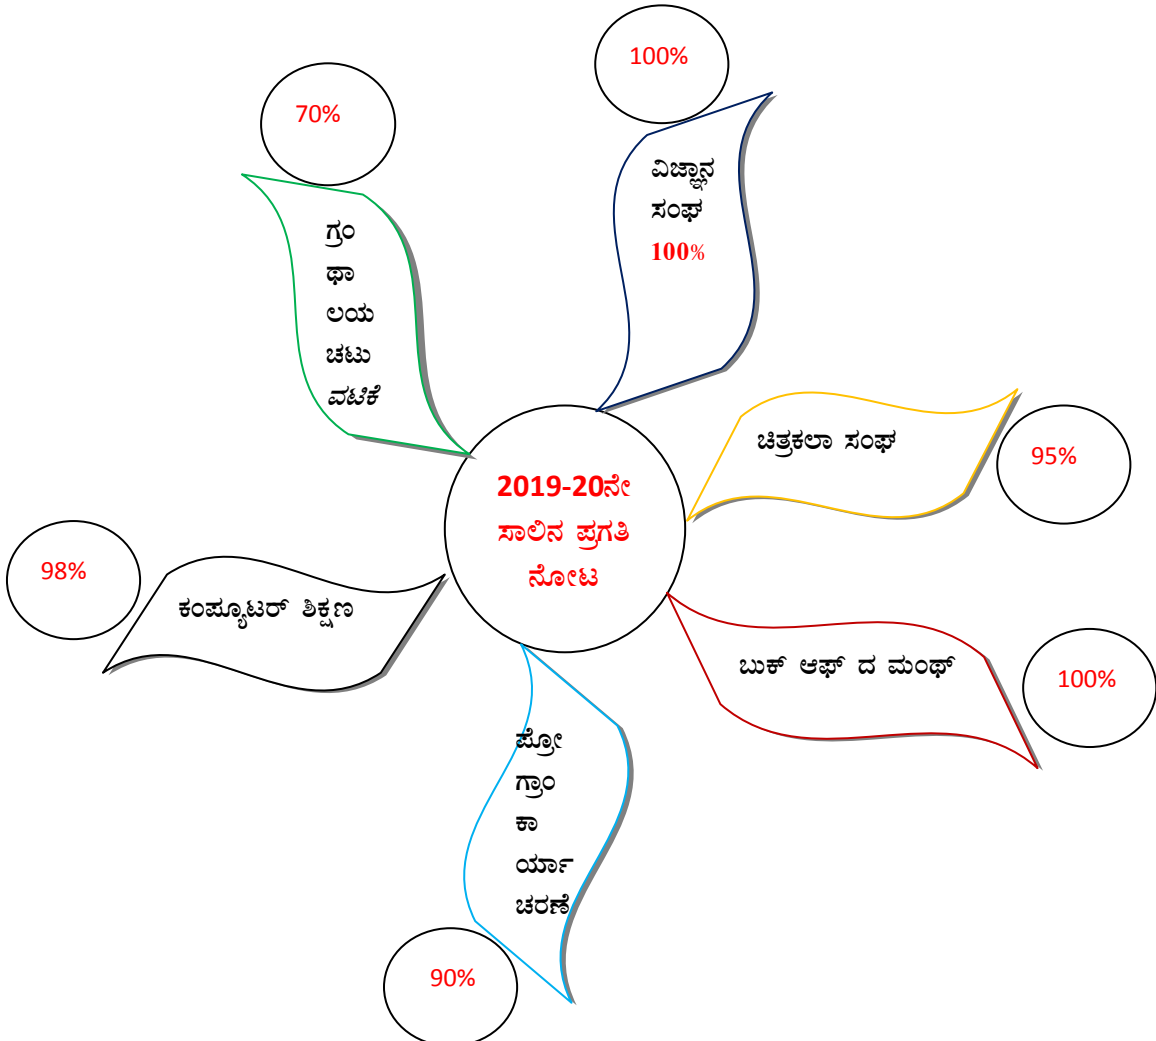 100%
70%
ವಿಜ್ಞಾನ
ಸಂಘ
100%
ಗ್ರಂ
ಥಾ
ಲಯ
ಚಟು
ವಟಿಕೆ
ಚಿತ್ರಕಲಾ ಸಂಘ
95%
2019-20ನೇ
ಸಾಲಿನ ಪ್ರಗತಿ
ನೋಟ
98%
ಕಂಪ್ಯೂಟರ್ ಶಿಕ್ಷಣ
ಬುಕ್ ಆಫ್ ದ ಮಂಥ್
100%
ಪ್ರೋ
ಗ್ರಾಂ
ಕಾ
ರ್ಯಾ
ಚರಣೆ
90%